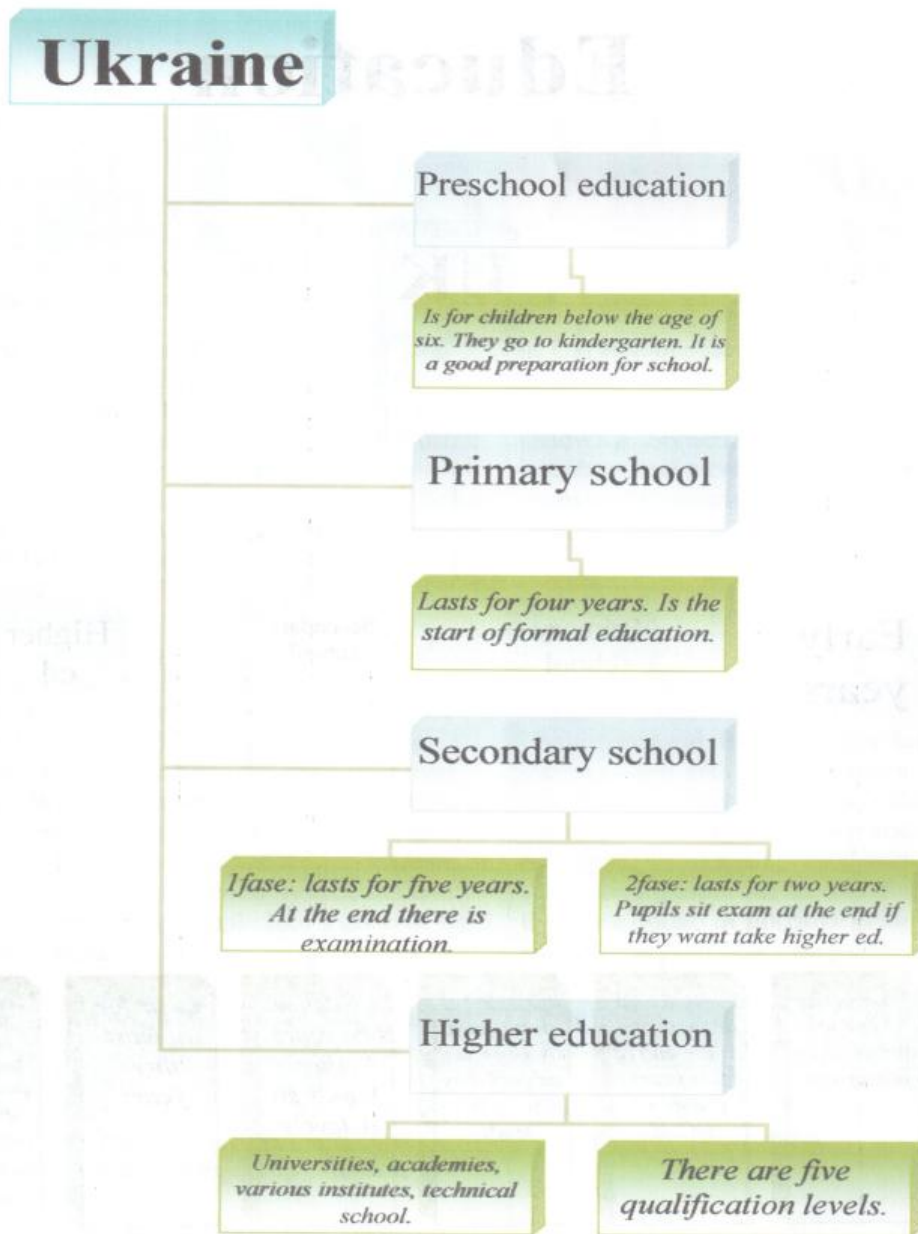 Ukraine
Preschool education
Is for children below the age of
six. They go to kindergarten. It is
a good preparation for school.
Primary school
Lasts for four years. Is the
start of formal education.
Secondary school
1fase: lasts for five years.
At the end there is
examination.
2fase: lasts for two years.
Pupils sit exam at the end if
they want take higher ed.
Higher education
Universities, academies,
various institutes, technical
school.
There are five
qualification levels.